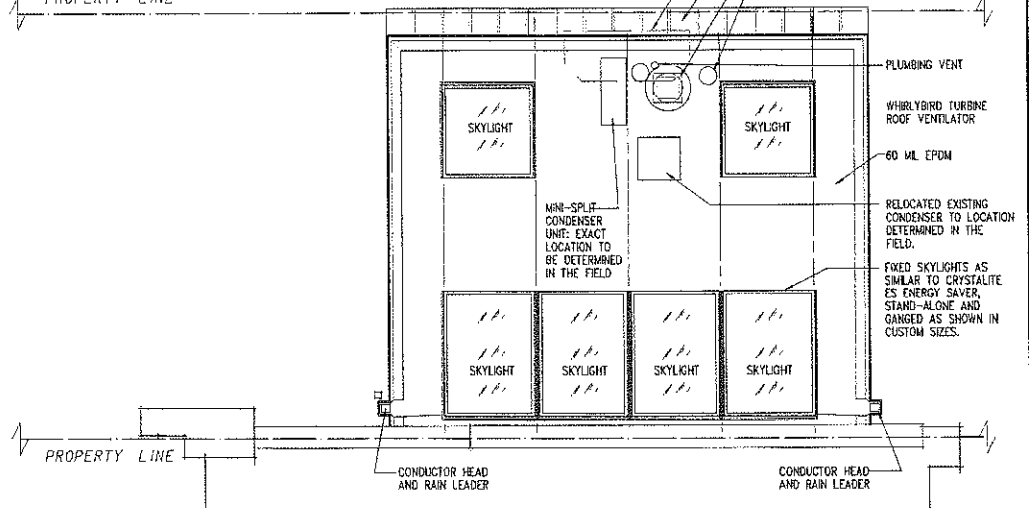 PROPERTY LINE
PLUMBING VENT
SKYLIGHT
SKYLIGHT
WHIRLYBIRD TURBINE
ROOF VENTILATOR
60 MIL EPDM
MINI-SPLIT
CONDENSER
UNIT: EXACT
LOCATION TO
BE DETERMINED
IN THE FIELD
RELOCATED EXISTING
CONDENSER TO LOCATION
DETERMINED IN THE
FIELD.
FIXED SKYLIGHTS AS
SIMILAR TO CRYSTALITE
ES ENERGY SAVER,
STAND-ALONE AND
GANGED AS SHOWN IN
CUSTOM SIZES.
SKYLIGHT
SKYLIGHT
SKYLIGHT
SKYLIGHT
PROPERTY LINE
CONDUCTOR HEAD
AND RAIN LEADER
CONDUCTOR HEAD
AND RAIN LEADER